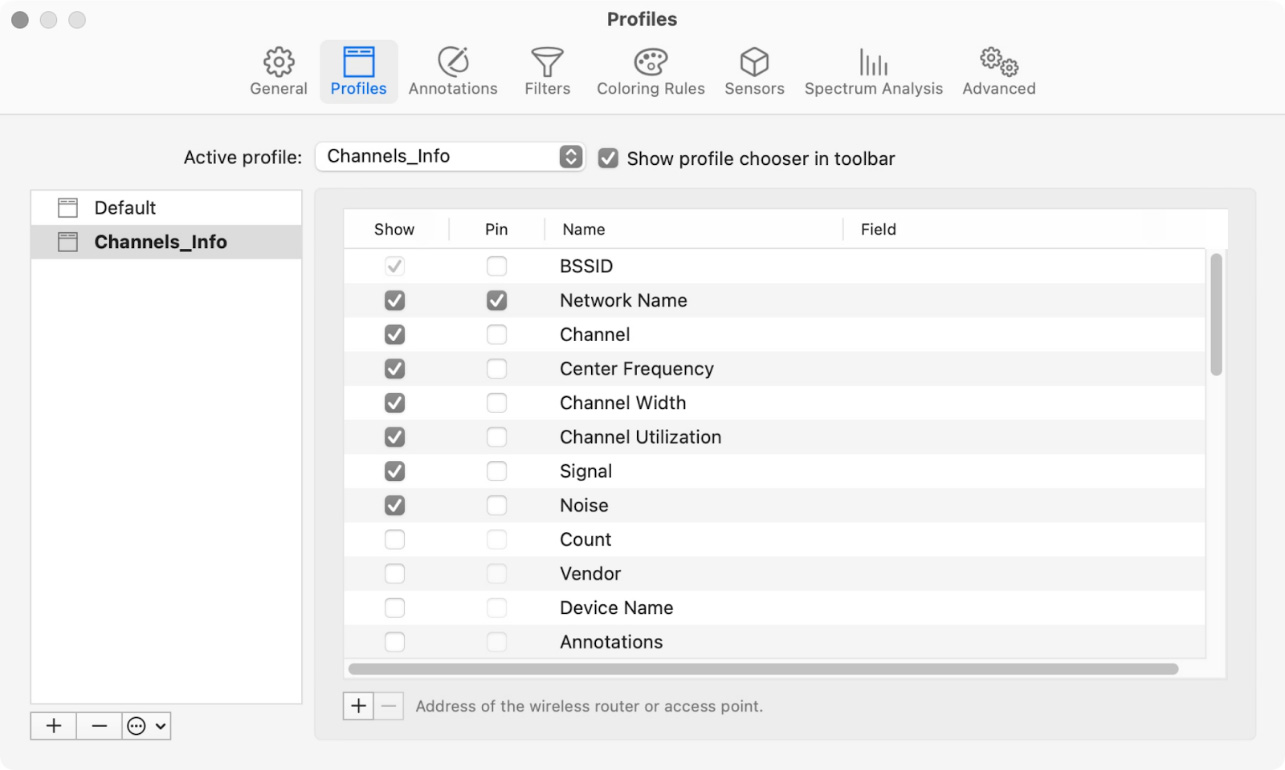 Profiles
General Profiles Annotations Filters Coloring Rules Sensors Spectrum Analysis Advanced
Active profile: Channels_Info Show profile chooser in toolbar
Default
Channels_Info
Show Pin Name Field
BSSID
Network Name
Channel
Center Frequency
Channel Width
Channel Utilization
Signal
Noise
Count
Vendor
Device Name
Annotations
Address of the wireless router or access point.